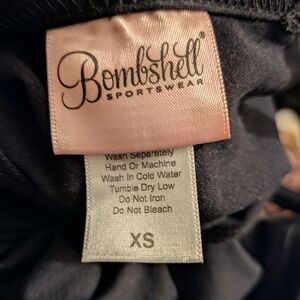 Bombshell®
SPORTSWEAR
Wash Separately
Hand Or Machine
Wash In Cold Water
Tumble Dry Low
Do Not Iron
Do Not Bleach
XS